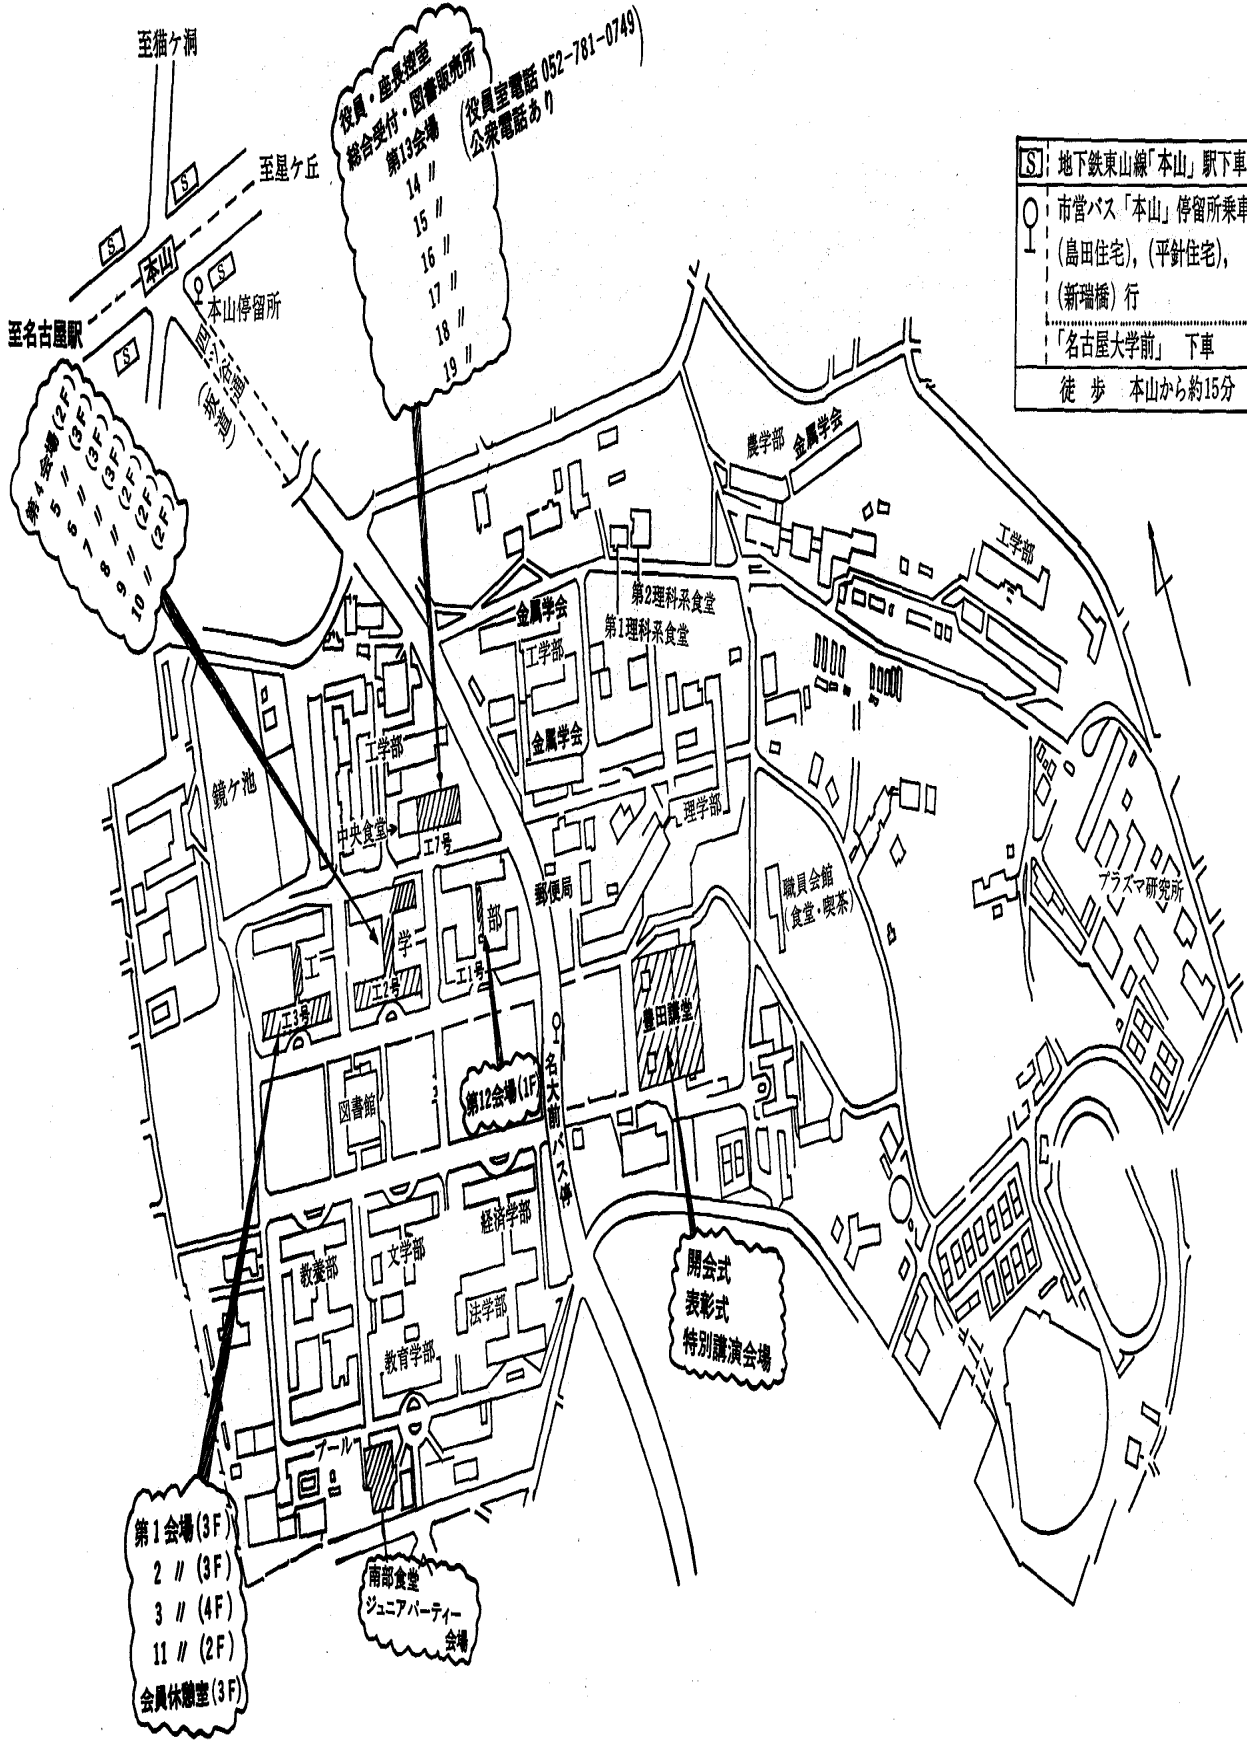 至猫ケ洞
至星ケ丘
S
S
S
S
本山
本山停留所
至名古屋駅
四ツ谷通
(坂道)
役員・座長控室
総合受付・図書販売所
第13会場
14 〃
15 〃
16 〃
17 〃
18 〃
19 〃
(役員室電話 052-781-0749)
公衆電話あり
S 地下鉄東山線「本山」駅下車
市営バス「本山」停留所乗車
(島田住宅),(平針住宅),
(新瑞橋)行
「名古屋大学前」 下車
徒 歩 本山から約15分
第4会場(2F)
5 〃 (3F)
6 〃 (3F)
7 〃 (3F)
8 〃 (2F)
9 〃 (2F)
10 〃 (2F)
農学部 金属学会
工学部
第2理科系食堂
第1理科系食堂
金属学会
工学部
金属学会
工学部
鏡ケ池
中央食堂
工7号
理学部
郵便局
職員会館
(食堂・喫茶)
プラズマ研究所
工
学
部
工3号
工2号
工1号
豊田講堂
図書館
第12会場(1F)
名大前バス停
経済学部
文学部
教養部
法学部
教育学部
プール
開会式
表彰式
特別講演会場
第1会場(3F)
2 〃 (3F)
3 〃 (4F)
11 〃 (2F)
会員休憩室(3F)
南部食堂
ジュニアパーティー
会場